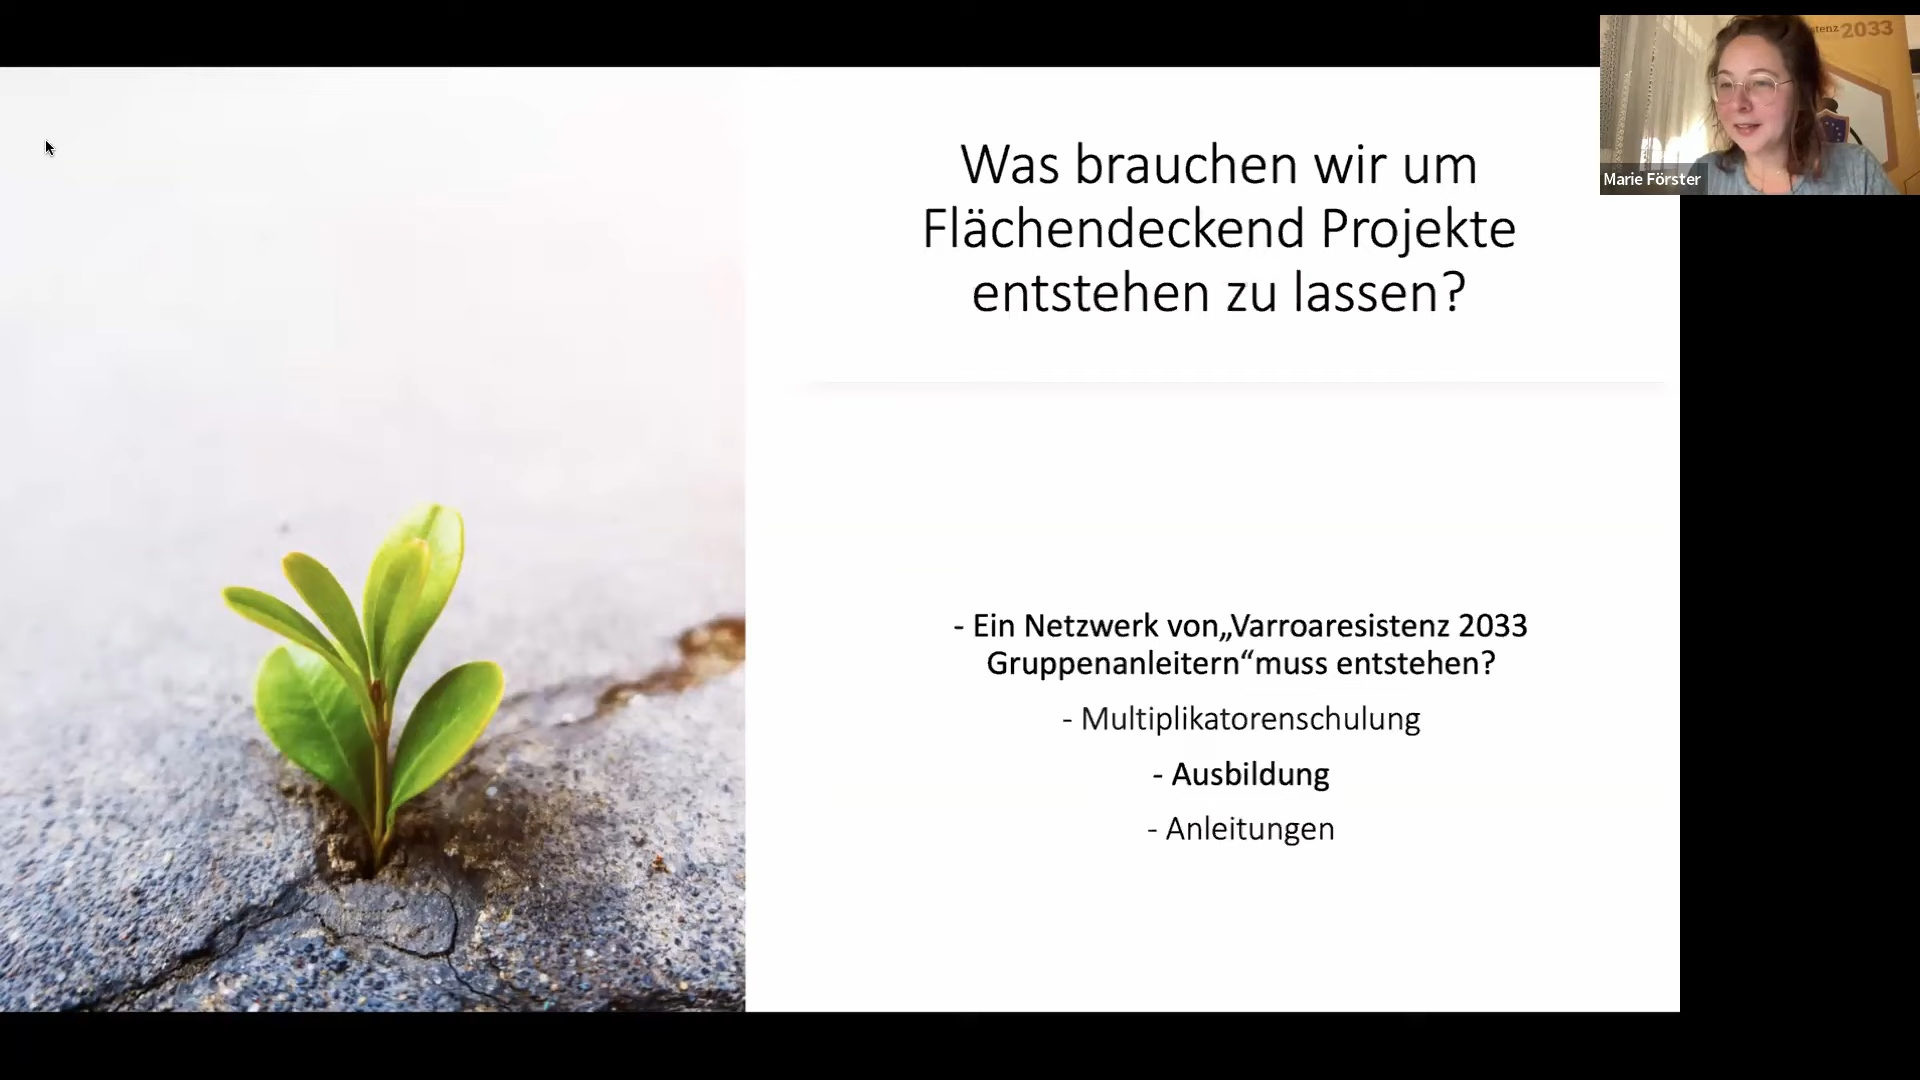 tenz 2033
Marie Förster
Was brauchen wir um
Flächendeckend Projekte
entstehen zu lassen?
- Ein Netzwerk von„Varroaresistenz 2033
Gruppenanleitern“muss entstehen?
- Multiplikatorenschulung
- Ausbildung
- Anleitungen